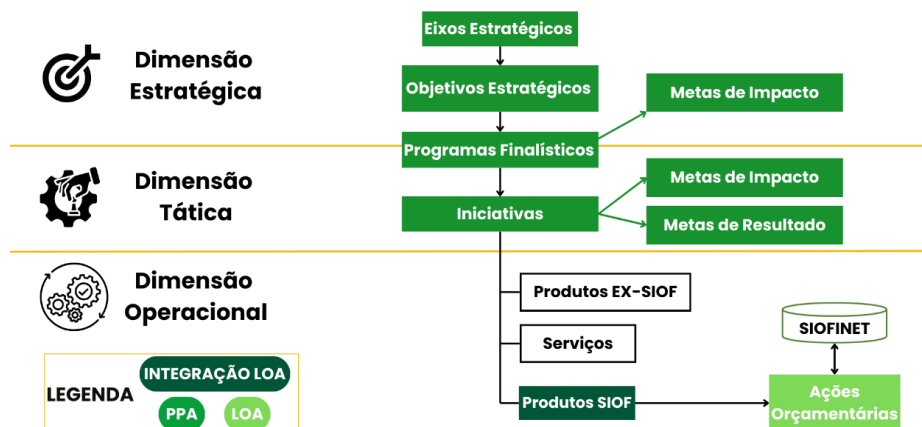 Dimensão
Estratégica
Eixos Estratégicos
Objetivos Estratégicos
Metas de Impacto
Programas Finalísticos
Dimensão
Tática
Metas de Impacto
Iniciativas
Metas de Resultado
Dimensão
Operacional
Produtos EX-SIOF
Serviços
SIOFINET
Produtos SIOF
Ações
Orçamentárias
LEGENDA
INTEGRAÇÃO LOA
PPA
LOA